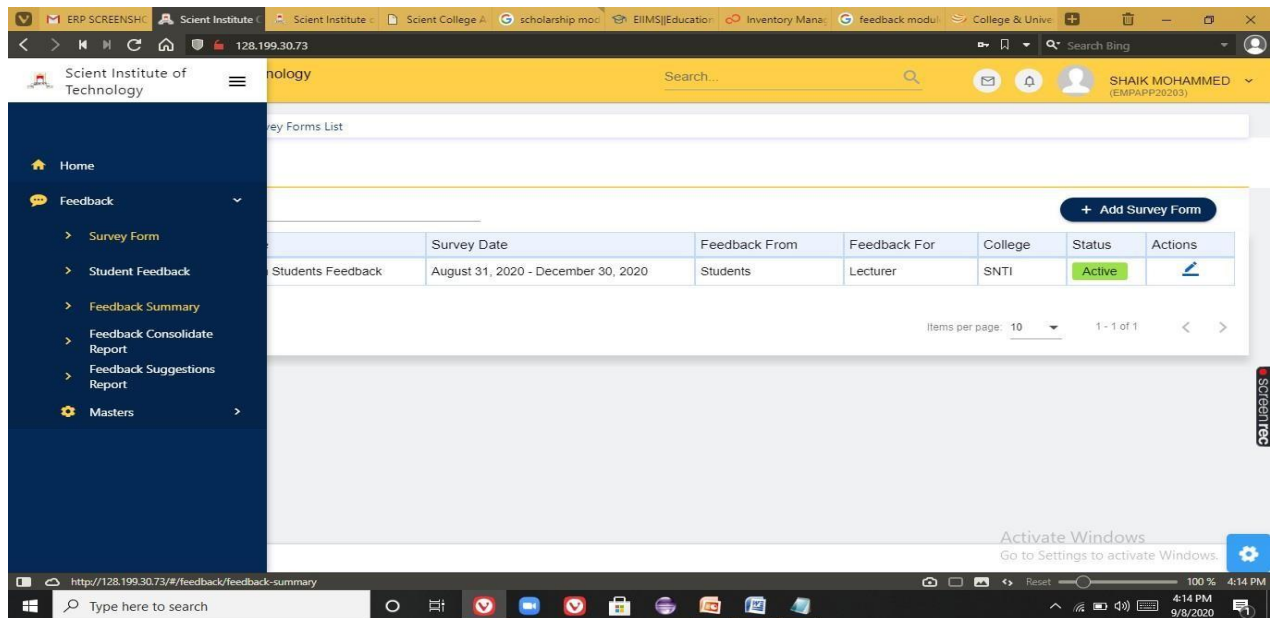 ERP SCREENSHO Scient Institute C Scient Institute c Scient College A scholarship mod EIIMS||Education Inventory Manag feedback modul College & Unive
128.199.30.73 Search Bing
Scient Institute of
Technology
nology Search... SHAIK MOHAMMED
(EMPAPP20203)
vey Forms List
Home
Feedback
+ Add Survey Form
Survey Form
Survey Date Feedback From Feedback For College Status Actions
Student Feedback
Students Feedback August 31, 2020 - December 30, 2020 Students Lecturer SNTI Active
Feedback Summary
Feedback Consolidate
Report
Items per page: 10 1 - 1 of 1
Feedback Suggestions
Report
Masters
screenrec
Activate Windows
Go to Settings to activate Windows.
http://128.199.30.73/#/feedback/feedback-summary Reset 100 % 4:14 PM
Type here to search 4:14 PM
9/8/2020